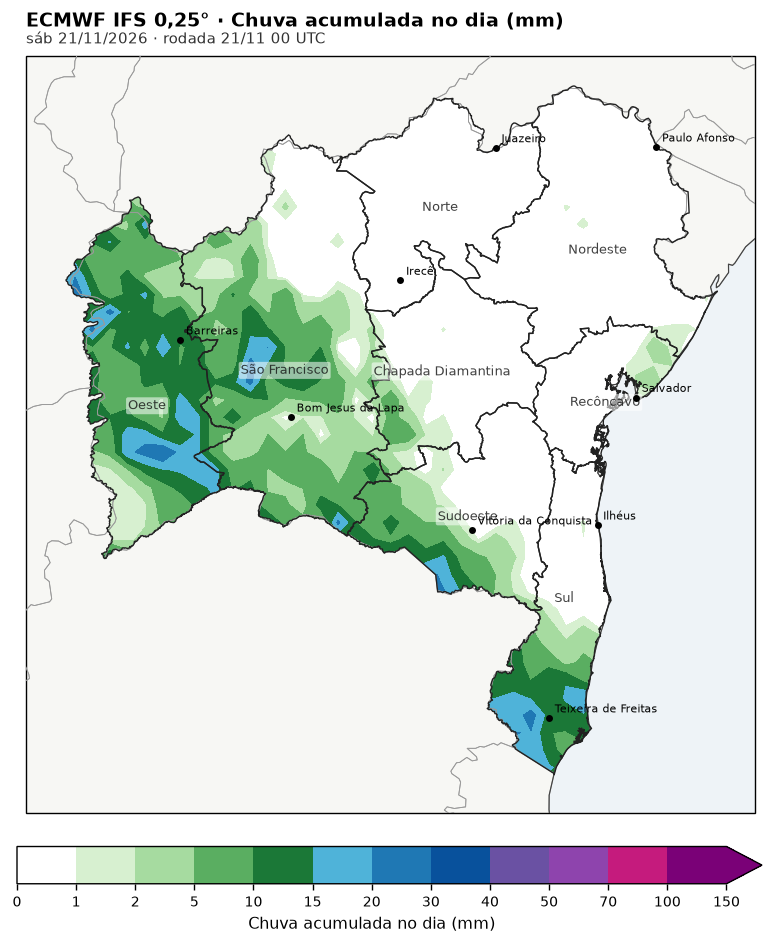 ECMWF IFS 0,25° · Chuva acumulada no dia (mm)
sáb 21/11/2026 · rodada 21/11 00 UTC
Juazeiro
Paulo Afonso
Norte
Nordeste
Irecê
Barreiras
São Francisco
Chapada Diamantina
Salvador
Oeste
Bom Jesus da Lapa
Recôncavo
Sudoeste
Vitória da Conquista
Ilhéus
Sul
Teixeira de Freitas
0 1 2 5 10 15 20 30 40 50 70 100 150
Chuva acumulada no dia (mm)